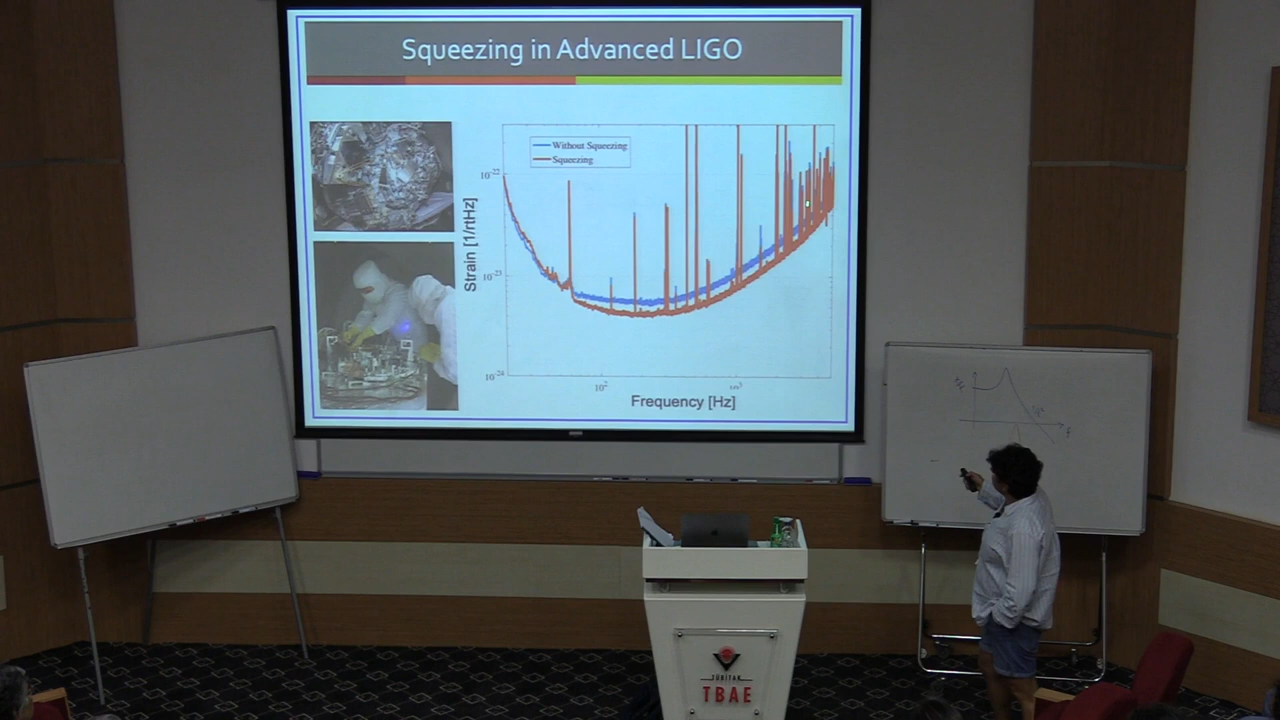 Squeezing in Advanced LIGO
Without Squeezing
Squeezing
10⁻²²
10⁻²³
10⁻²⁴
Strain [1/rtHz]
10²
10³
Frequency [Hz]
f
TÜBİTAK
TBAE